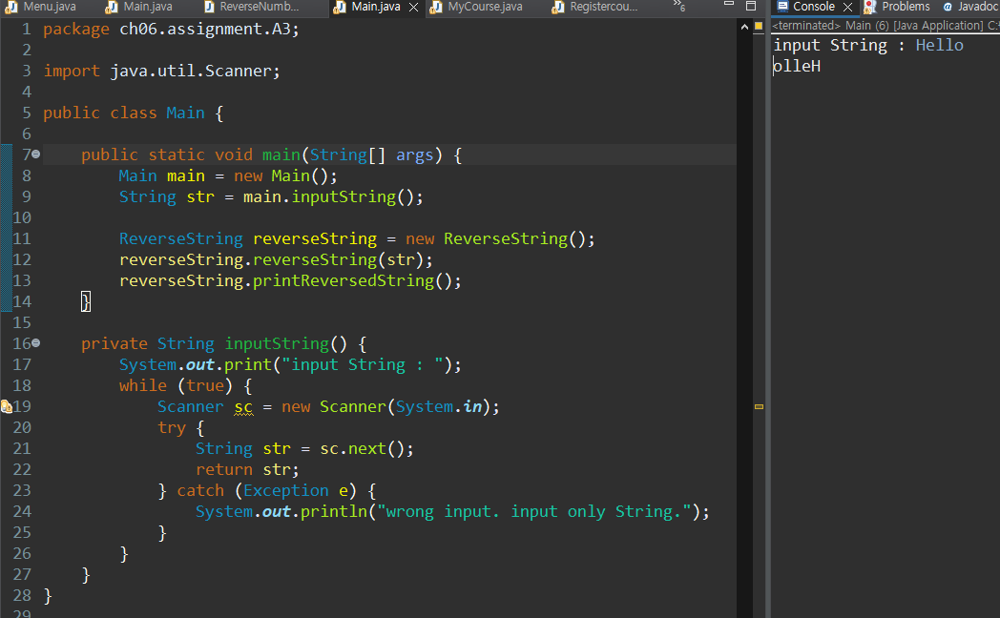 Menu.java Main.java ReverseNumb... Main.java MyCourse.java Registercou... »6 Console Problems Javadoc
<terminated> Main (6) [Java Application] C:
1 package ch06.assignment.A3;
2
3 import java.util.Scanner;
4
5 public class Main {
6
7 public static void main(String[] args) {
8 Main main = new Main();
9 String str = main.inputString();
10
11 ReverseString reverseString = new ReverseString();
12 reverseString.reverseString(str);
13 reverseString.printReversedString();
14 }
15
16 private String inputString() {
17 System.out.print("input String : ");
18 while (true) {
19 Scanner sc = new Scanner(System.in);
20 try {
21 String str = sc.next();
22 return str;
23 } catch (Exception e) {
24 System.out.println("wrong input. input only String.");
25 }
26 }
27 }
28 }
29
input String : Hello
olleH